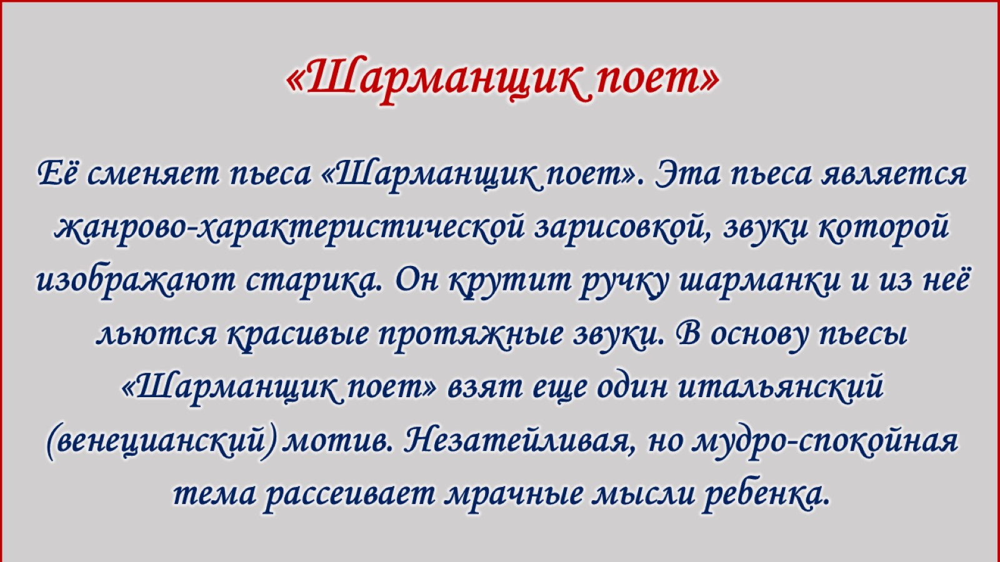 «Шарманщик поет»
Её сменяет пьеса «Шарманщик поет». Эта пьеса является
жанрово-характеристической зарисовкой, звуки которой
изображают старика. Он крутит ручку шарманки и из неё
льются красивые протяжные звуки. В основу пьесы
«Шарманщик поет» взят еще один итальянский
(венецианский) мотив. Незатейливая, но мудро-спокойная
тема рассеивает мрачные мысли ребенка.